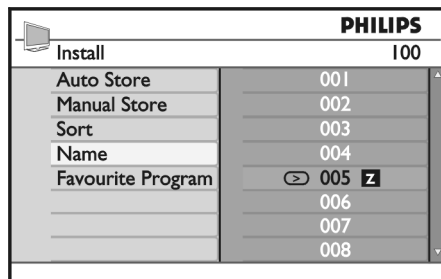 PHILIPS
Install 100
Auto Store 001
Manual Store 002
Sort 003
Name 004
Favourite Program > 005 Z
006
007
008